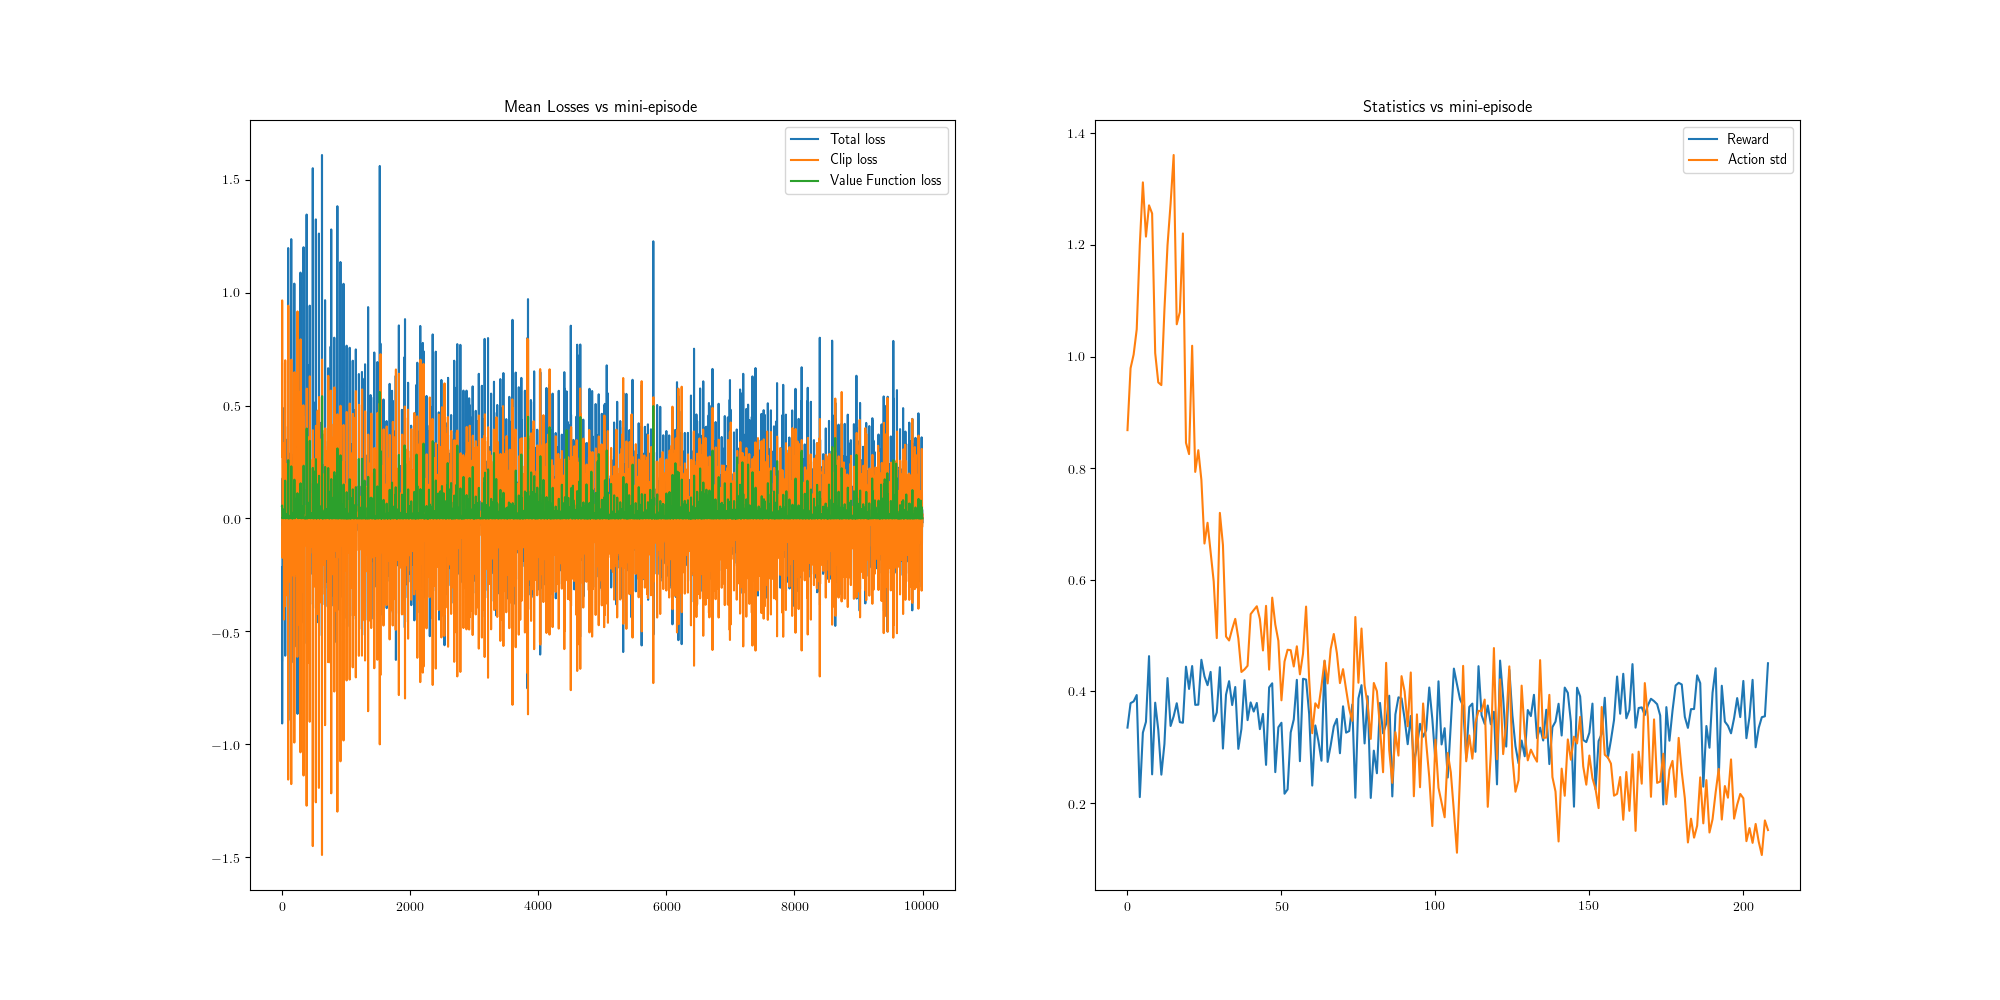 Mean Losses vs mini-episode
Total loss
Clip loss
Value Function loss
1.5
1.0
0.5
0.0
−0.5
−1.0
−1.5
0 2000 4000 6000 8000 10000
Statistics vs mini-episode
Reward
Action std
1.4
1.2
1.0
0.8
0.6
0.4
0.2
0 50 100 150 200